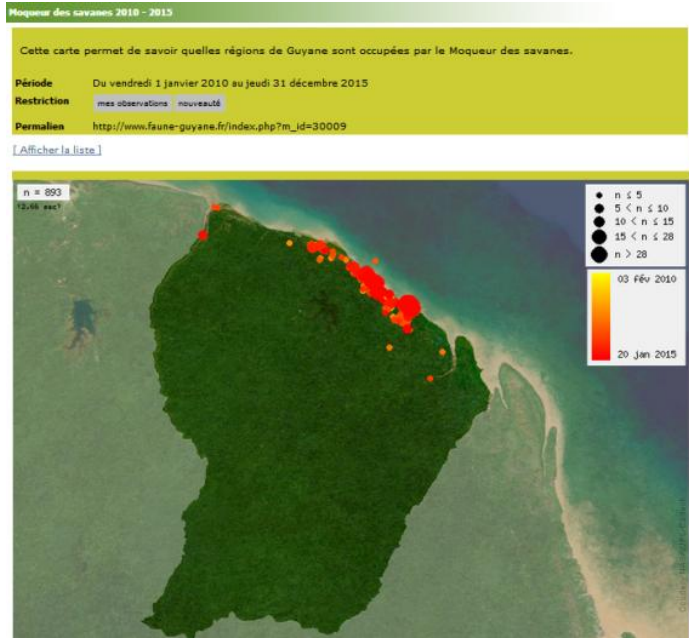 Moqueur des savanes 2010 - 2015
Cette carte permet de savoir quelles régions de Guyane sont occupées par le Moqueur des savanes.
Période Du vendredi 1 janvier 2010 au jeudi 31 décembre 2015
Restriction mes observations nouveauté
Permalien http://www.faune-guyane.fr/index.php?m_id=30009
[ Afficher la liste ]
n = 893
n ≤ 5
5 < n ≤ 10
10 < n ≤ 15
15 < n ≤ 28
n > 28
03 fév 2010
20 jan 2015